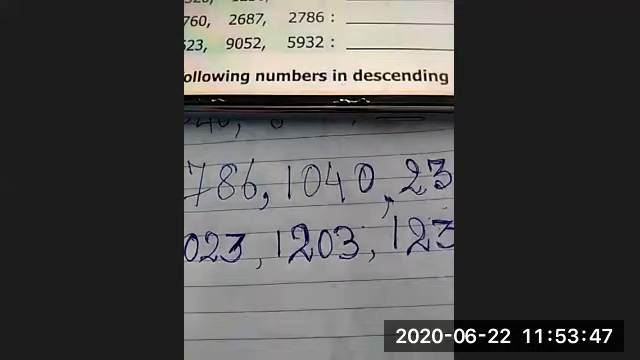 760, 2687, 2786 : 
523, 9052, 5932 : 
ollowing numbers in descending
786, 1040, 23
023, 1203, 123
2020-06-22 11:53:47